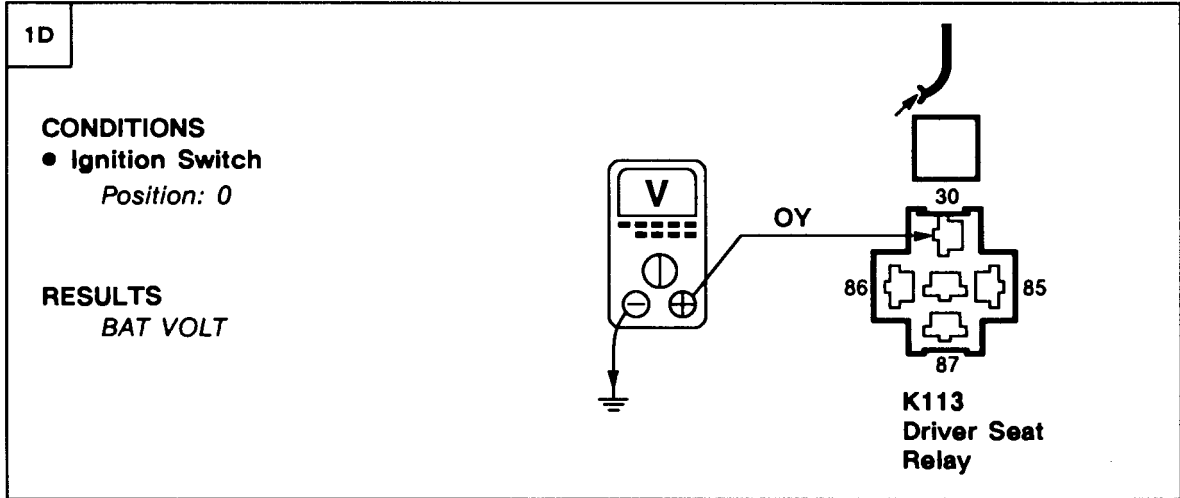 1D
CONDITIONS
● Ignition Switch
Position: 0
RESULTS
BAT VOLT
V
OY
30
86
85
87
K113
Driver Seat
Relay